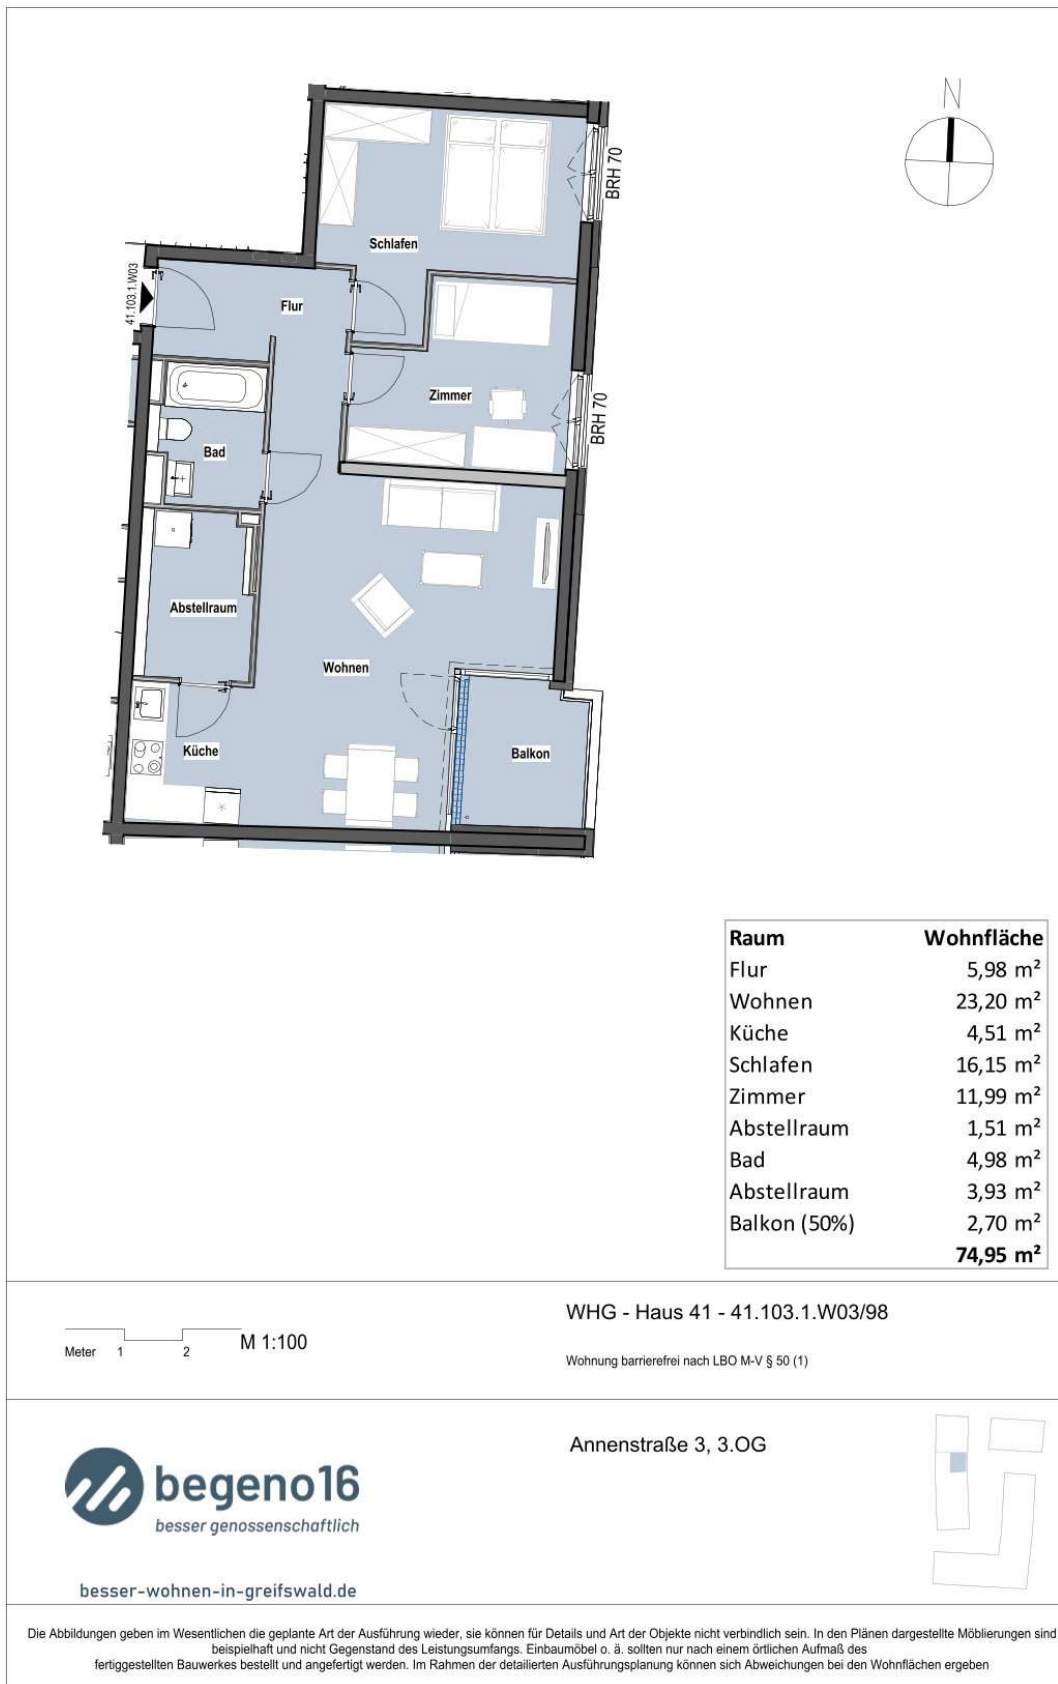 N
BRH 70
Schlafen
41.103.1.W03
Flur
Zimmer
BRH 70
Bad
Abstellraum
Wohnen
Küche
Balkon
Raum Wohnfläche
Flur 5,98 m²
Wohnen 23,20 m²
Küche 4,51 m²
Schlafen 16,15 m²
Zimmer 11,99 m²
Abstellraum 1,51 m²
Bad 4,98 m²
Abstellraum 3,93 m²
Balkon (50%) 2,70 m²
74,95 m²
Meter 1 2 M 1:100
WHG - Haus 41 - 41.103.1.W03/98
Wohnung barrierefrei nach LBO M-V § 50 (1)
Annenstraße 3, 3.OG
begeno16
besser genossenschaftlich
besser-wohnen-in-greifswald.de
Die Abbildungen geben im Wesentlichen die geplante Art der Ausführung wieder, sie können für Details und Art der Objekte nicht verbindlich sein. In den Plänen dargestellte Möblierungen sind
beispielhaft und nicht Gegenstand des Leistungsumfangs. Einbaumöbel o. ä. sollten nur nach einem örtlichen Aufmaß des
fertiggestellten Bauwerkes bestellt und angefertigt werden. Im Rahmen der detailierten Ausführungsplanung können sich Abweichungen bei den Wohnflächen ergeben